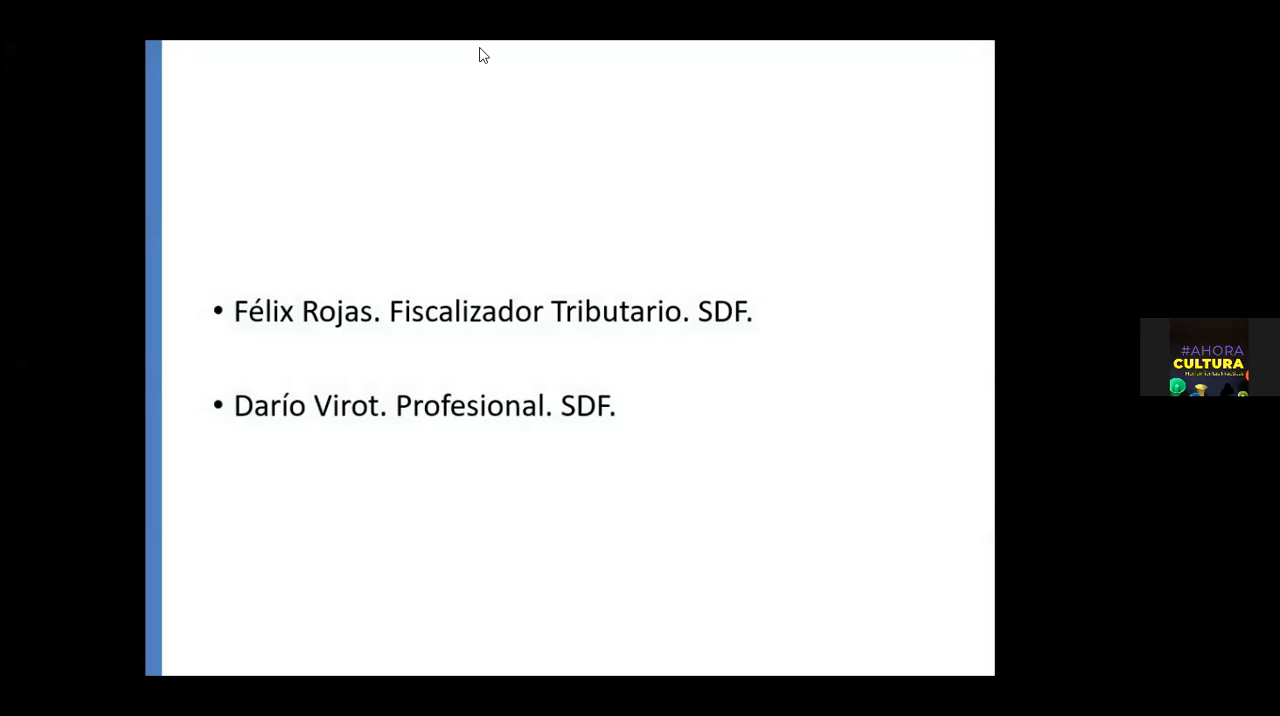 • Félix Rojas. Fiscalizador Tributario. SDF.
• Darío Virot. Profesional. SDF.
#AHORA
CULTURA